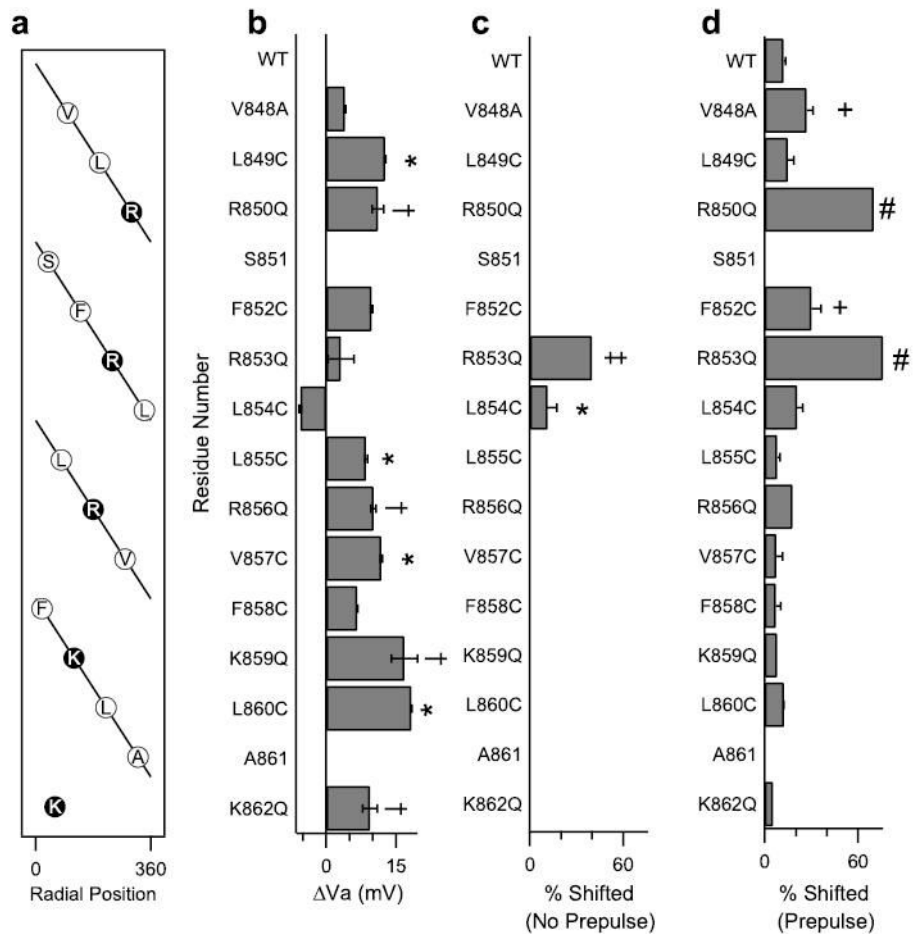 a
V
L
R
S
F
R
L
L
R
V
F
K
L
A
K
0 360
Radial Position
b
Residue Number
WT
V848A
L849C *
R850Q +
S851
F852C
R853Q
L854C
L855C *
R856Q +
V857C *
F858C
K859Q +
L860C *
A861
K862Q +
0 15
ΔVa (mV)
c
WT
V848A
L849C
R850Q
S851
F852C
R853Q ++
L854C *
L855C
R856Q
V857C
F858C
K859Q
L860C
A861
K862Q
0 60
% Shifted
(No Prepulse)
d
WT
V848A +
L849C
R850Q #
S851
F852C +
R853Q #
L854C
L855C
R856Q
V857C
F858C
K859Q
L860C
A861
K862Q
0 60
% Shifted
(Prepulse)